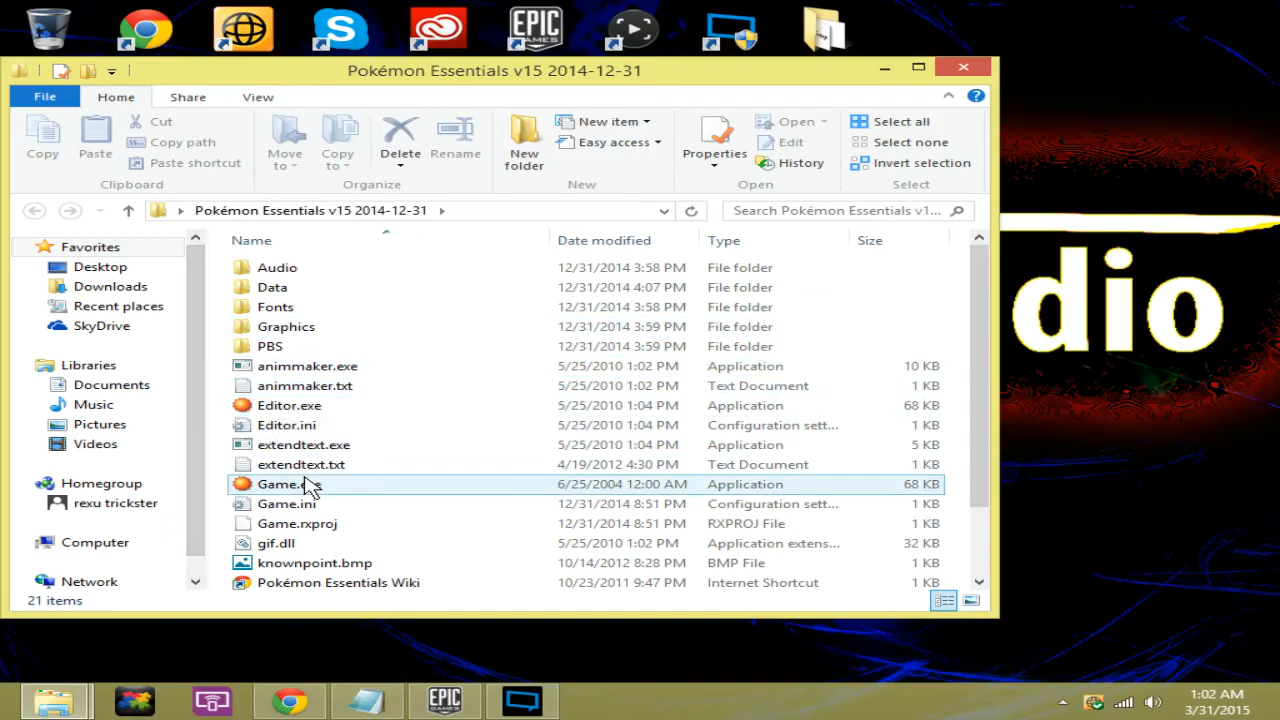 EPIC GAMES
Pokémon Essentials v15 2014-12-31
File Home Share View
Copy
Paste
Cut
Copy path
Paste shortcut
Clipboard
Move to
Copy to
Delete
Rename
Organize
New folder
New item
Easy access
New
Properties
Open
Edit
History
Open
Select all
Select none
Invert selection
Select
Pokémon Essentials v15 2014-12-31
Search Pokémon Essentials v1...
Favorites
Desktop
Downloads
Recent places
SkyDrive
Libraries
Documents
Music
Pictures
Videos
Homegroup
rexu trickster
Computer
Network
Name Date modified Type Size
Audio 12/31/2014 3:58 PM File folder
Data 12/31/2014 4:07 PM File folder
Fonts 12/31/2014 3:58 PM File folder
Graphics 12/31/2014 3:59 PM File folder
PBS 12/31/2014 3:59 PM File folder
animmaker.exe 5/25/2010 1:02 PM Application 10 KB
animmaker.txt 5/25/2010 1:02 PM Text Document 1 KB
Editor.exe 5/25/2010 1:04 PM Application 68 KB
Editor.ini 5/25/2010 1:04 PM Configuration sett... 1 KB
extendtext.exe 5/25/2010 1:04 PM Application 5 KB
extendtext.txt 4/19/2012 4:30 PM Text Document 1 KB
Game.exe 6/25/2004 12:00 AM Application 68 KB
Game.ini 12/31/2014 8:51 PM Configuration sett... 1 KB
Game.rxproj 12/31/2014 8:51 PM RXPROJ File 1 KB
gif.dll 5/25/2010 1:02 PM Application extens... 32 KB
knownpoint.bmp 10/14/2012 8:28 PM BMP File 1 KB
Pokémon Essentials Wiki 10/23/2011 9:47 PM Internet Shortcut 1 KB
21 items
dio
EPIC GAMES
1:02 AM
3/31/2015